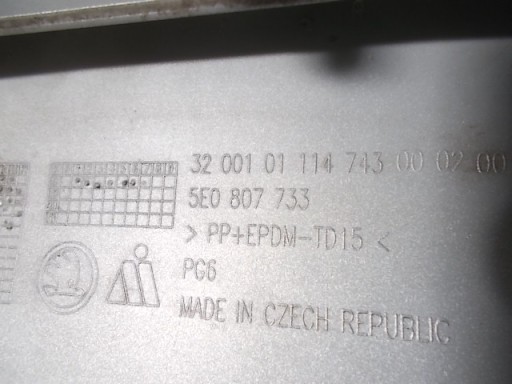 32 001 01 114 743 00 02 00
5E0 807 733
> PP+EPDM-TD15 <
PG6
MADE IN CZECH REPUBLIC